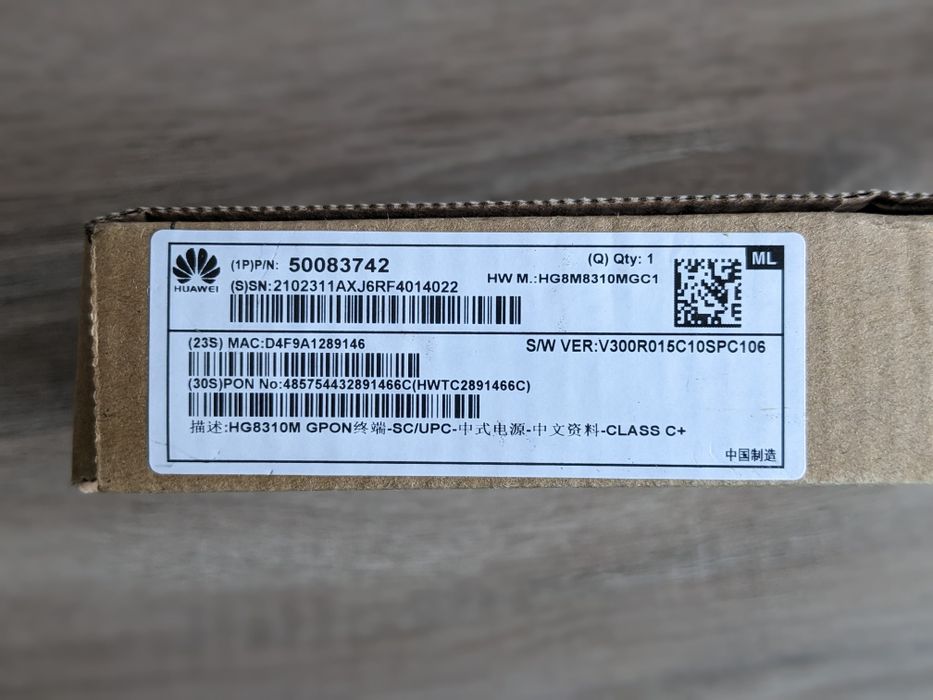 HUAWEI
(1P)P/N: 50083742
(Q) Qty: 1
ML
(S)SN:2102311AXJ6RF4014022
HW M.:HG8M8310MGC1
(23S) MAC:D4F9A1289146
S/W VER:V300R015C10SPC106
(30S)PON No:485754432891466C(HWTC2891466C)
描述:HG8310M GPON终端-SC/UPC-中式电源-中文资料-CLASS C+
中国制造